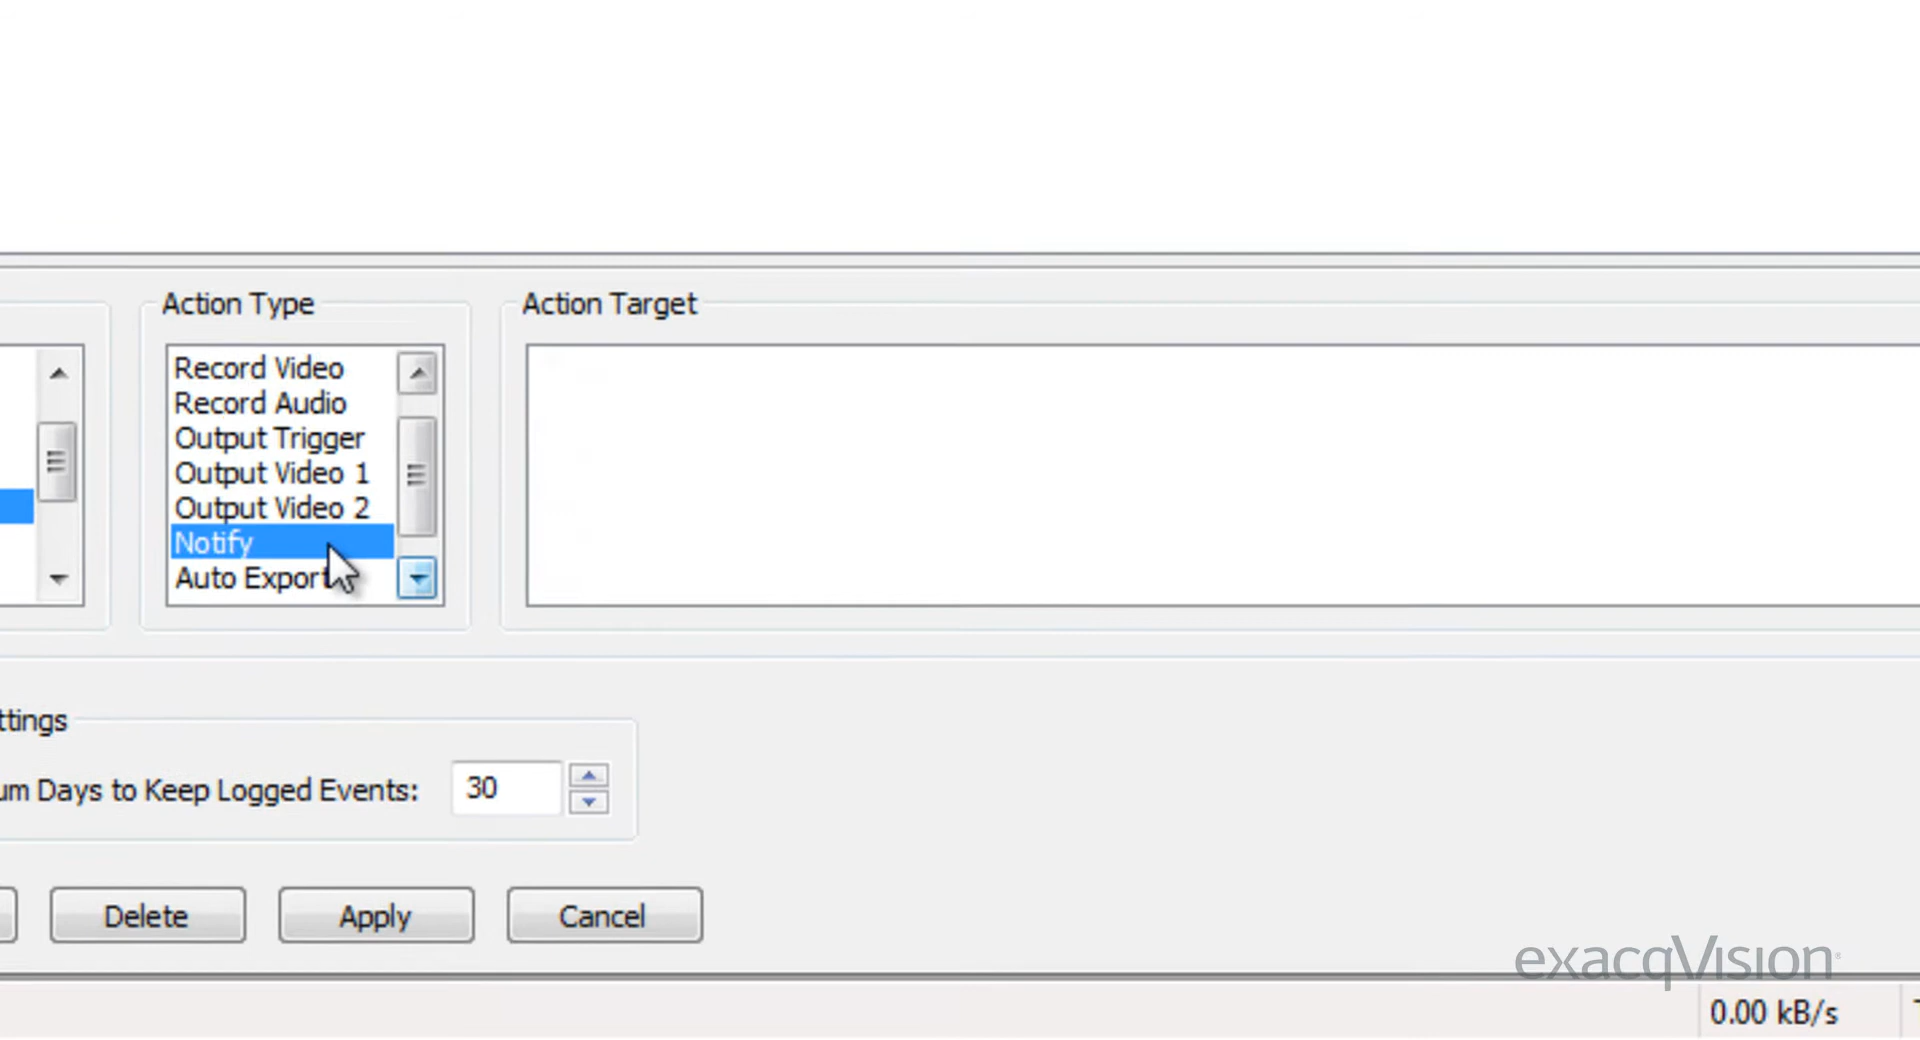 Action Type
Action Target
Record Video
Record Audio
Output Trigger
Output Video 1
Output Video 2
Notify
Auto Export
ttings
um Days to Keep Logged Events:
30
Delete
Apply
Cancel
exacqVision
0.00 kB/s